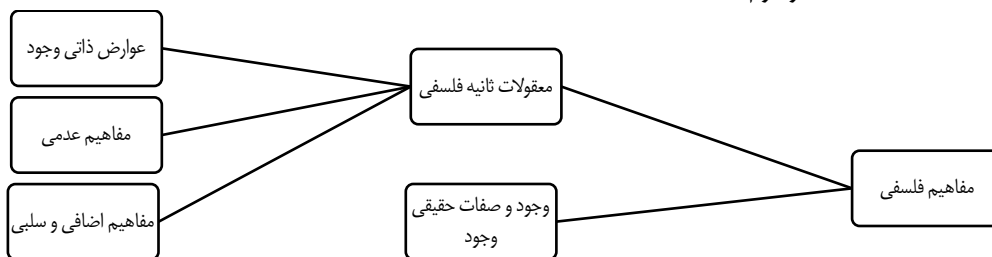 مفاهیم فلسفی
معقولات ثانیه فلسفی
وجود و صفات حقیقی
وجود
عوارض ذاتی وجود
مفاهیم عدمی
مفاهیم اضافی و سلبی